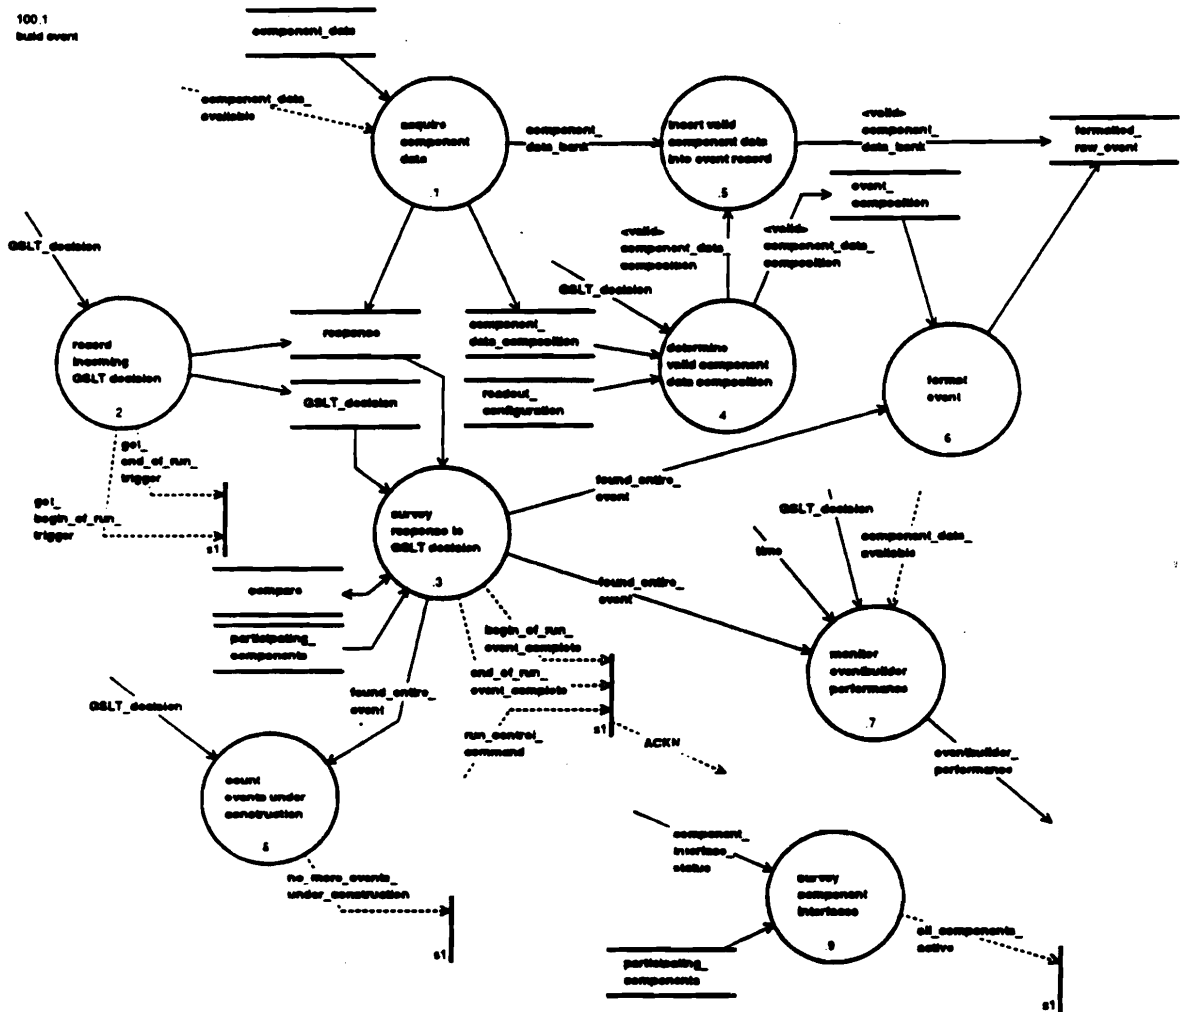 100.1
build event
component_data
component_data_
available
acquire
component
data
.1
component_
data_bank
insert valid
component data
into event record
.5
<valid>
component_
data_bank
formatted_
raw_event
event_
composition
<valid>
component_data_
composition
<valid>
component_data_
composition
GSLT_decision
GSLT_decision
record
incoming
GSLT decision
2
response
GSLT_decision
component_
data_composition
readout_
configuration
determine
valid component
data composition
4
format
event
6
got_
end_of_run_
trigger
got_
begin_of_run_
trigger
s1
survey
response to
GSLT decision
.3
found_entire_
event
found_entire_
event
GSLT_decision
component_data_
available
time
compare
participating_
components
begin_of_run_
event_complete
end_of_run_
event_complete
run_control_
command
s1
ACKN
monitor
eventbuilder
performance
.7
eventbuilder_
performance
GSLT_decision
found_entire_
event
count
events under
construction
no_more_events_
under_construction
s1
component_
interface_
status
survey
component
interfaces
.9
participating_
components
all_components_
active
s1